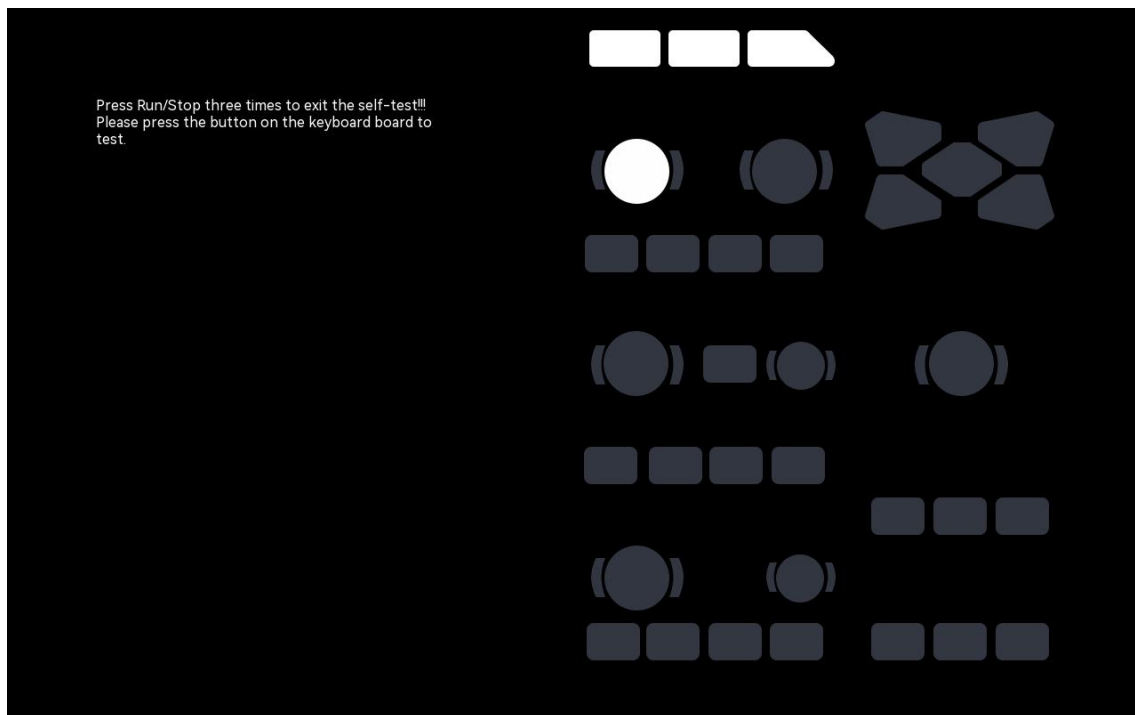 Press Run/Stop three times to exit the self-test!!!
Please press the button on the keyboard board to
test.